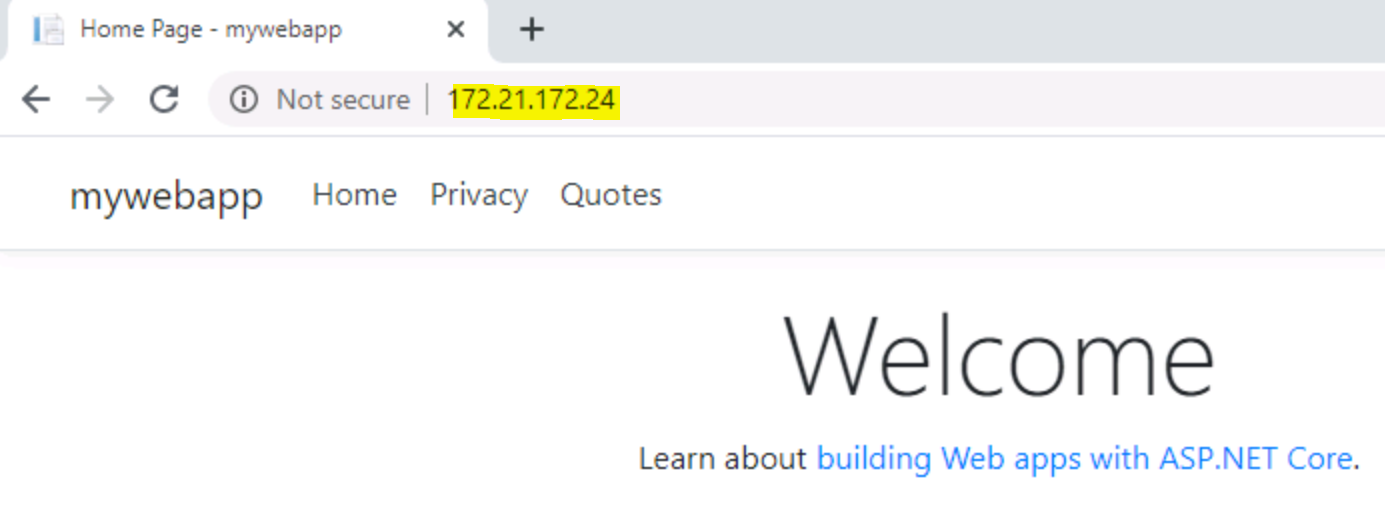 Home Page - mywebapp
Not secure 172.21.172.24
mywebapp Home Privacy Quotes
Welcome
Learn about building Web apps with ASP.NET Core.